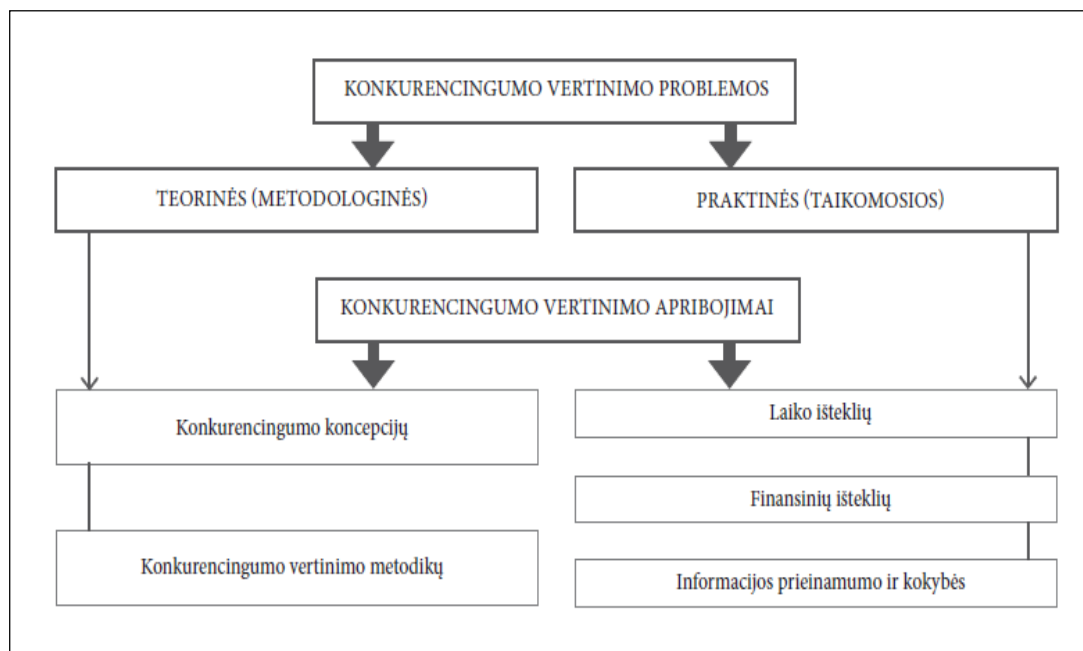 KONKURENCINGUMO VERTINIMO PROBLEMOS
TEORINĖS (METODOLOGINĖS)
PRAKTINĖS (TAIKOMOSIOS)
KONKURENCINGUMO VERTINIMO APRIBOJIMAI
Konkurencingumo koncepcijų
Konkurencingumo vertinimo metodikų
Laiko išteklių
Finansinių išteklių
Informacijos prieinamumo ir kokybės